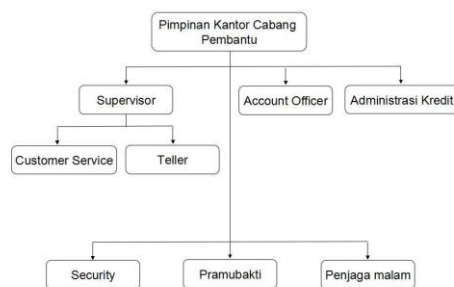 Pimpinan Kantor Cabang
Pembantu
Supervisor
Account Officer
Administrasi Kredit
Customer Service
Teller
Security
Pramubakti
Penjaga malam